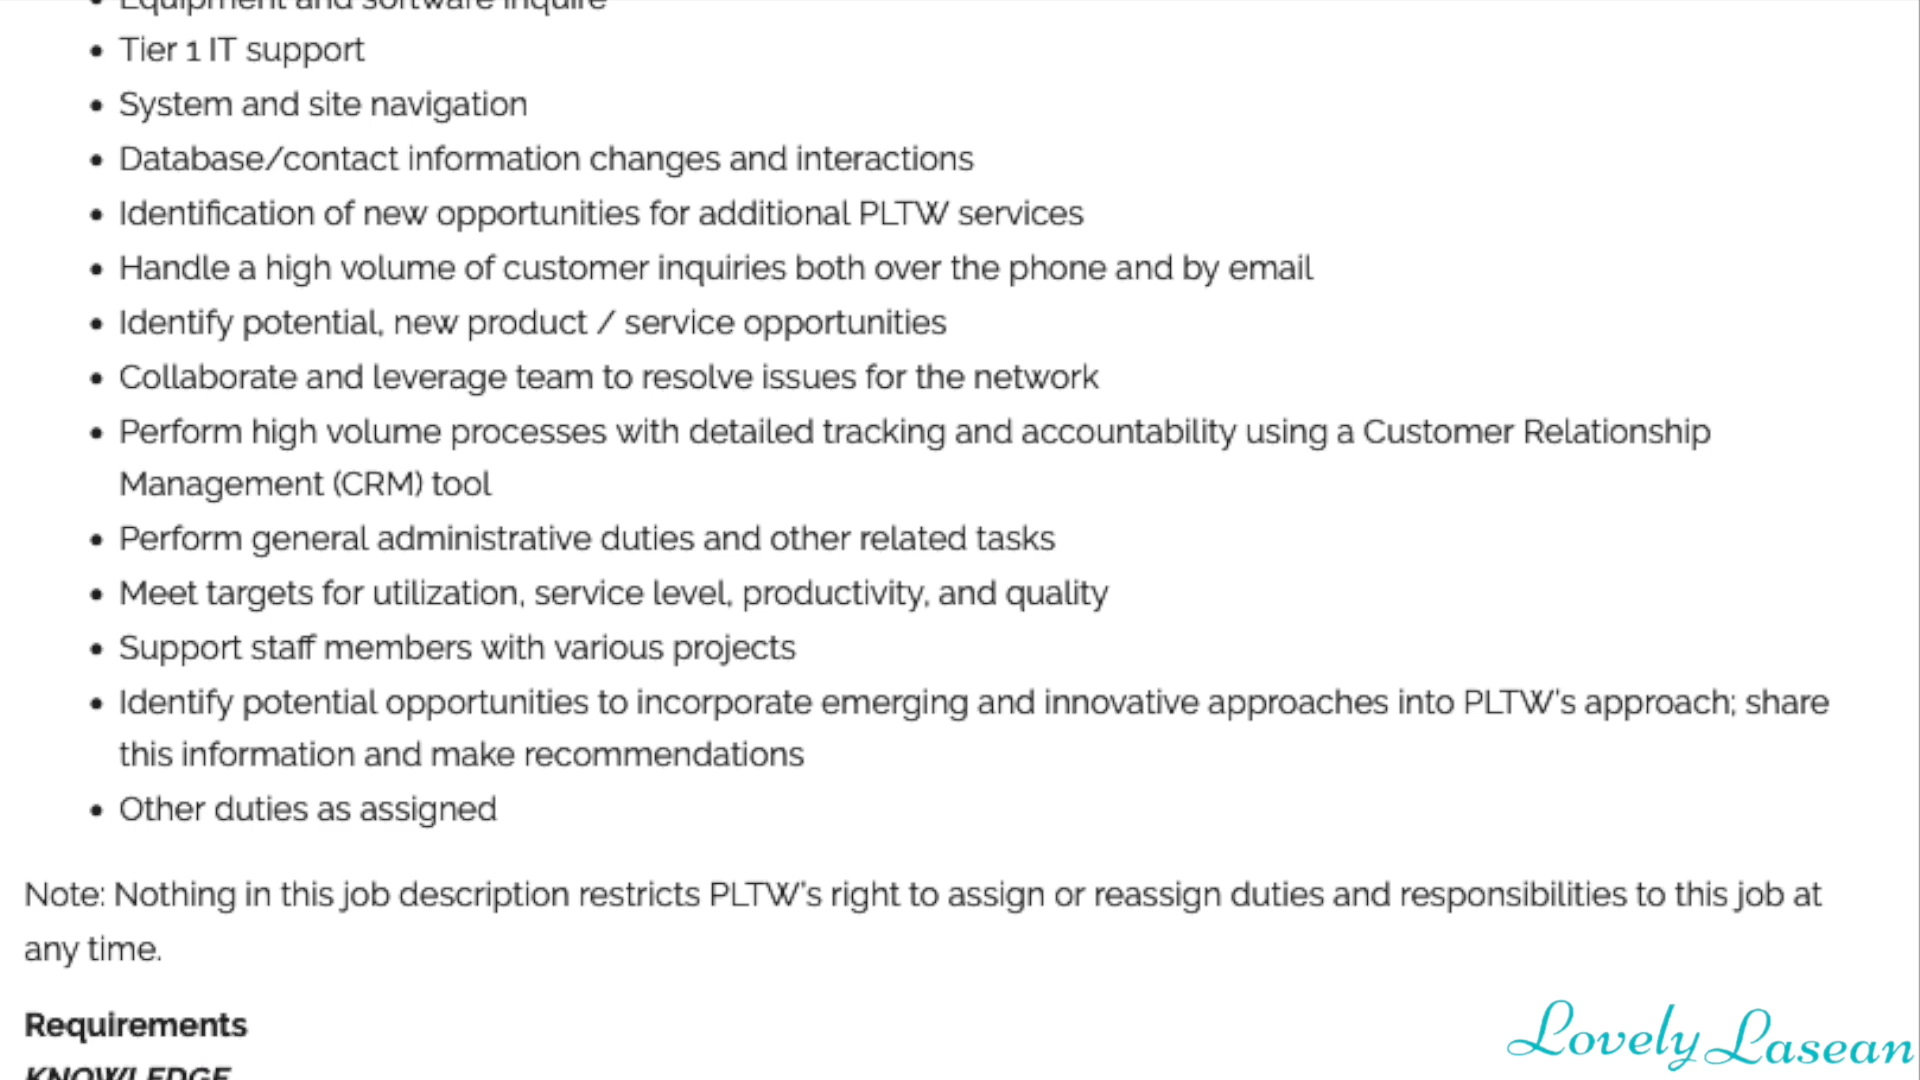 • Equipment and software inquire
• Tier 1 IT support
• System and site navigation
• Database/contact information changes and interactions
• Identification of new opportunities for additional PLTW services
• Handle a high volume of customer inquiries both over the phone and by email
• Identify potential, new product / service opportunities
• Collaborate and leverage team to resolve issues for the network
• Perform high volume processes with detailed tracking and accountability using a Customer Relationship
Management (CRM) tool
• Perform general administrative duties and other related tasks
• Meet targets for utilization, service level, productivity, and quality
• Support staff members with various projects
• Identify potential opportunities to incorporate emerging and innovative approaches into PLTW's approach; share
this information and make recommendations
• Other duties as assigned
Note: Nothing in this job description restricts PLTW's right to assign or reassign duties and responsibilities to this job at
any time.
Requirements
KNOWLEDGE
Lovely Lasean